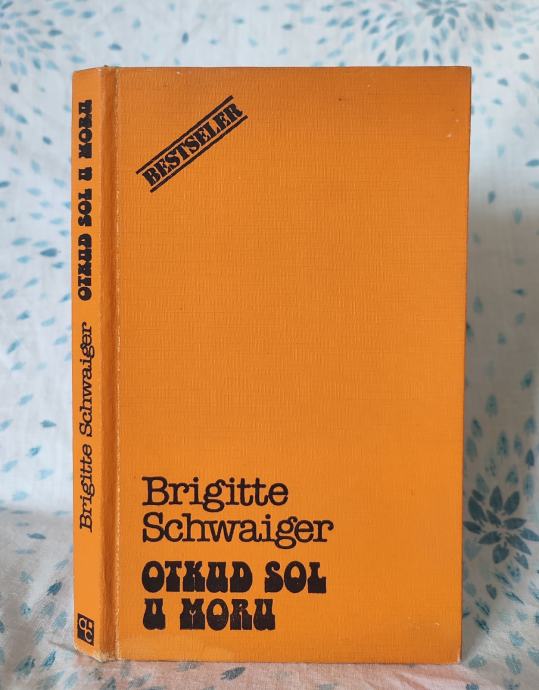 BESTSELER
Brigitte
Schwaiger
OTKUD SOL
U MORU
Brigitte Schwaiger OTKUD SOL U MORU